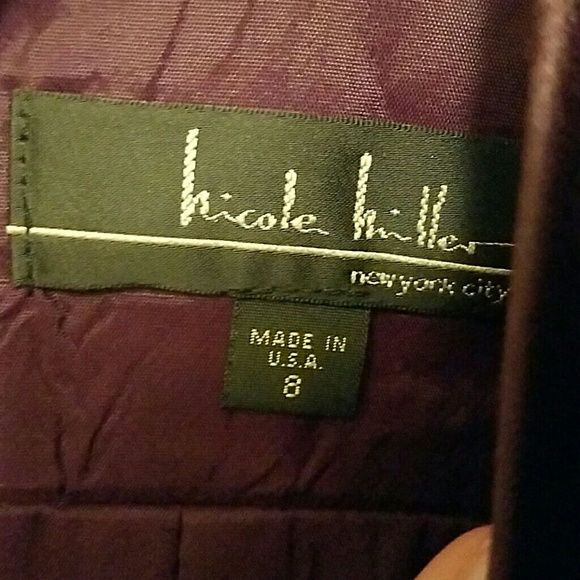 nicole miller
new york city
MADE IN
U.S.A.
8